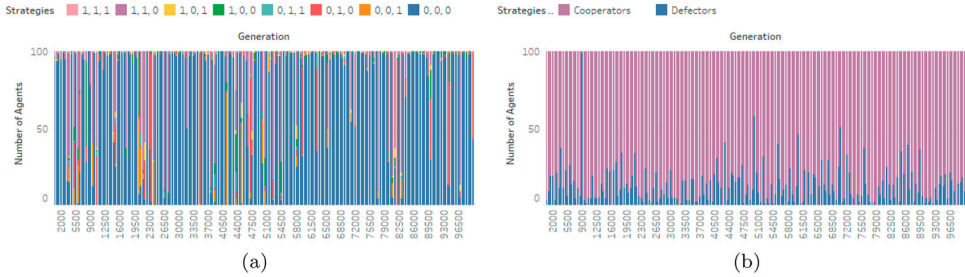 Strategies 1, 1, 1 1, 1, 0 1, 0, 1 1, 0, 0 0, 1, 1 0, 1, 0 0, 0, 1 0, 0, 0
Generation
Number of Agents
100
50
0
2000 5500 9000 12500 16000 19500 23000 26500 30000 33500 37000 40500 44000 47500 51000 54500 58000 61500 65000 68500 72000 75500 79000 82500 86000 89500 93000 96500
(a)
Strategies .. Cooperators Defectors
Generation
Number of Agents
100
50
0
2000 5500 9000 12500 16000 19500 23000 26500 30000 33500 37000 40500 44000 47500 51000 54500 58000 61500 65000 68500 72000 75500 79000 82500 86000 89500 93000 96500
(b)